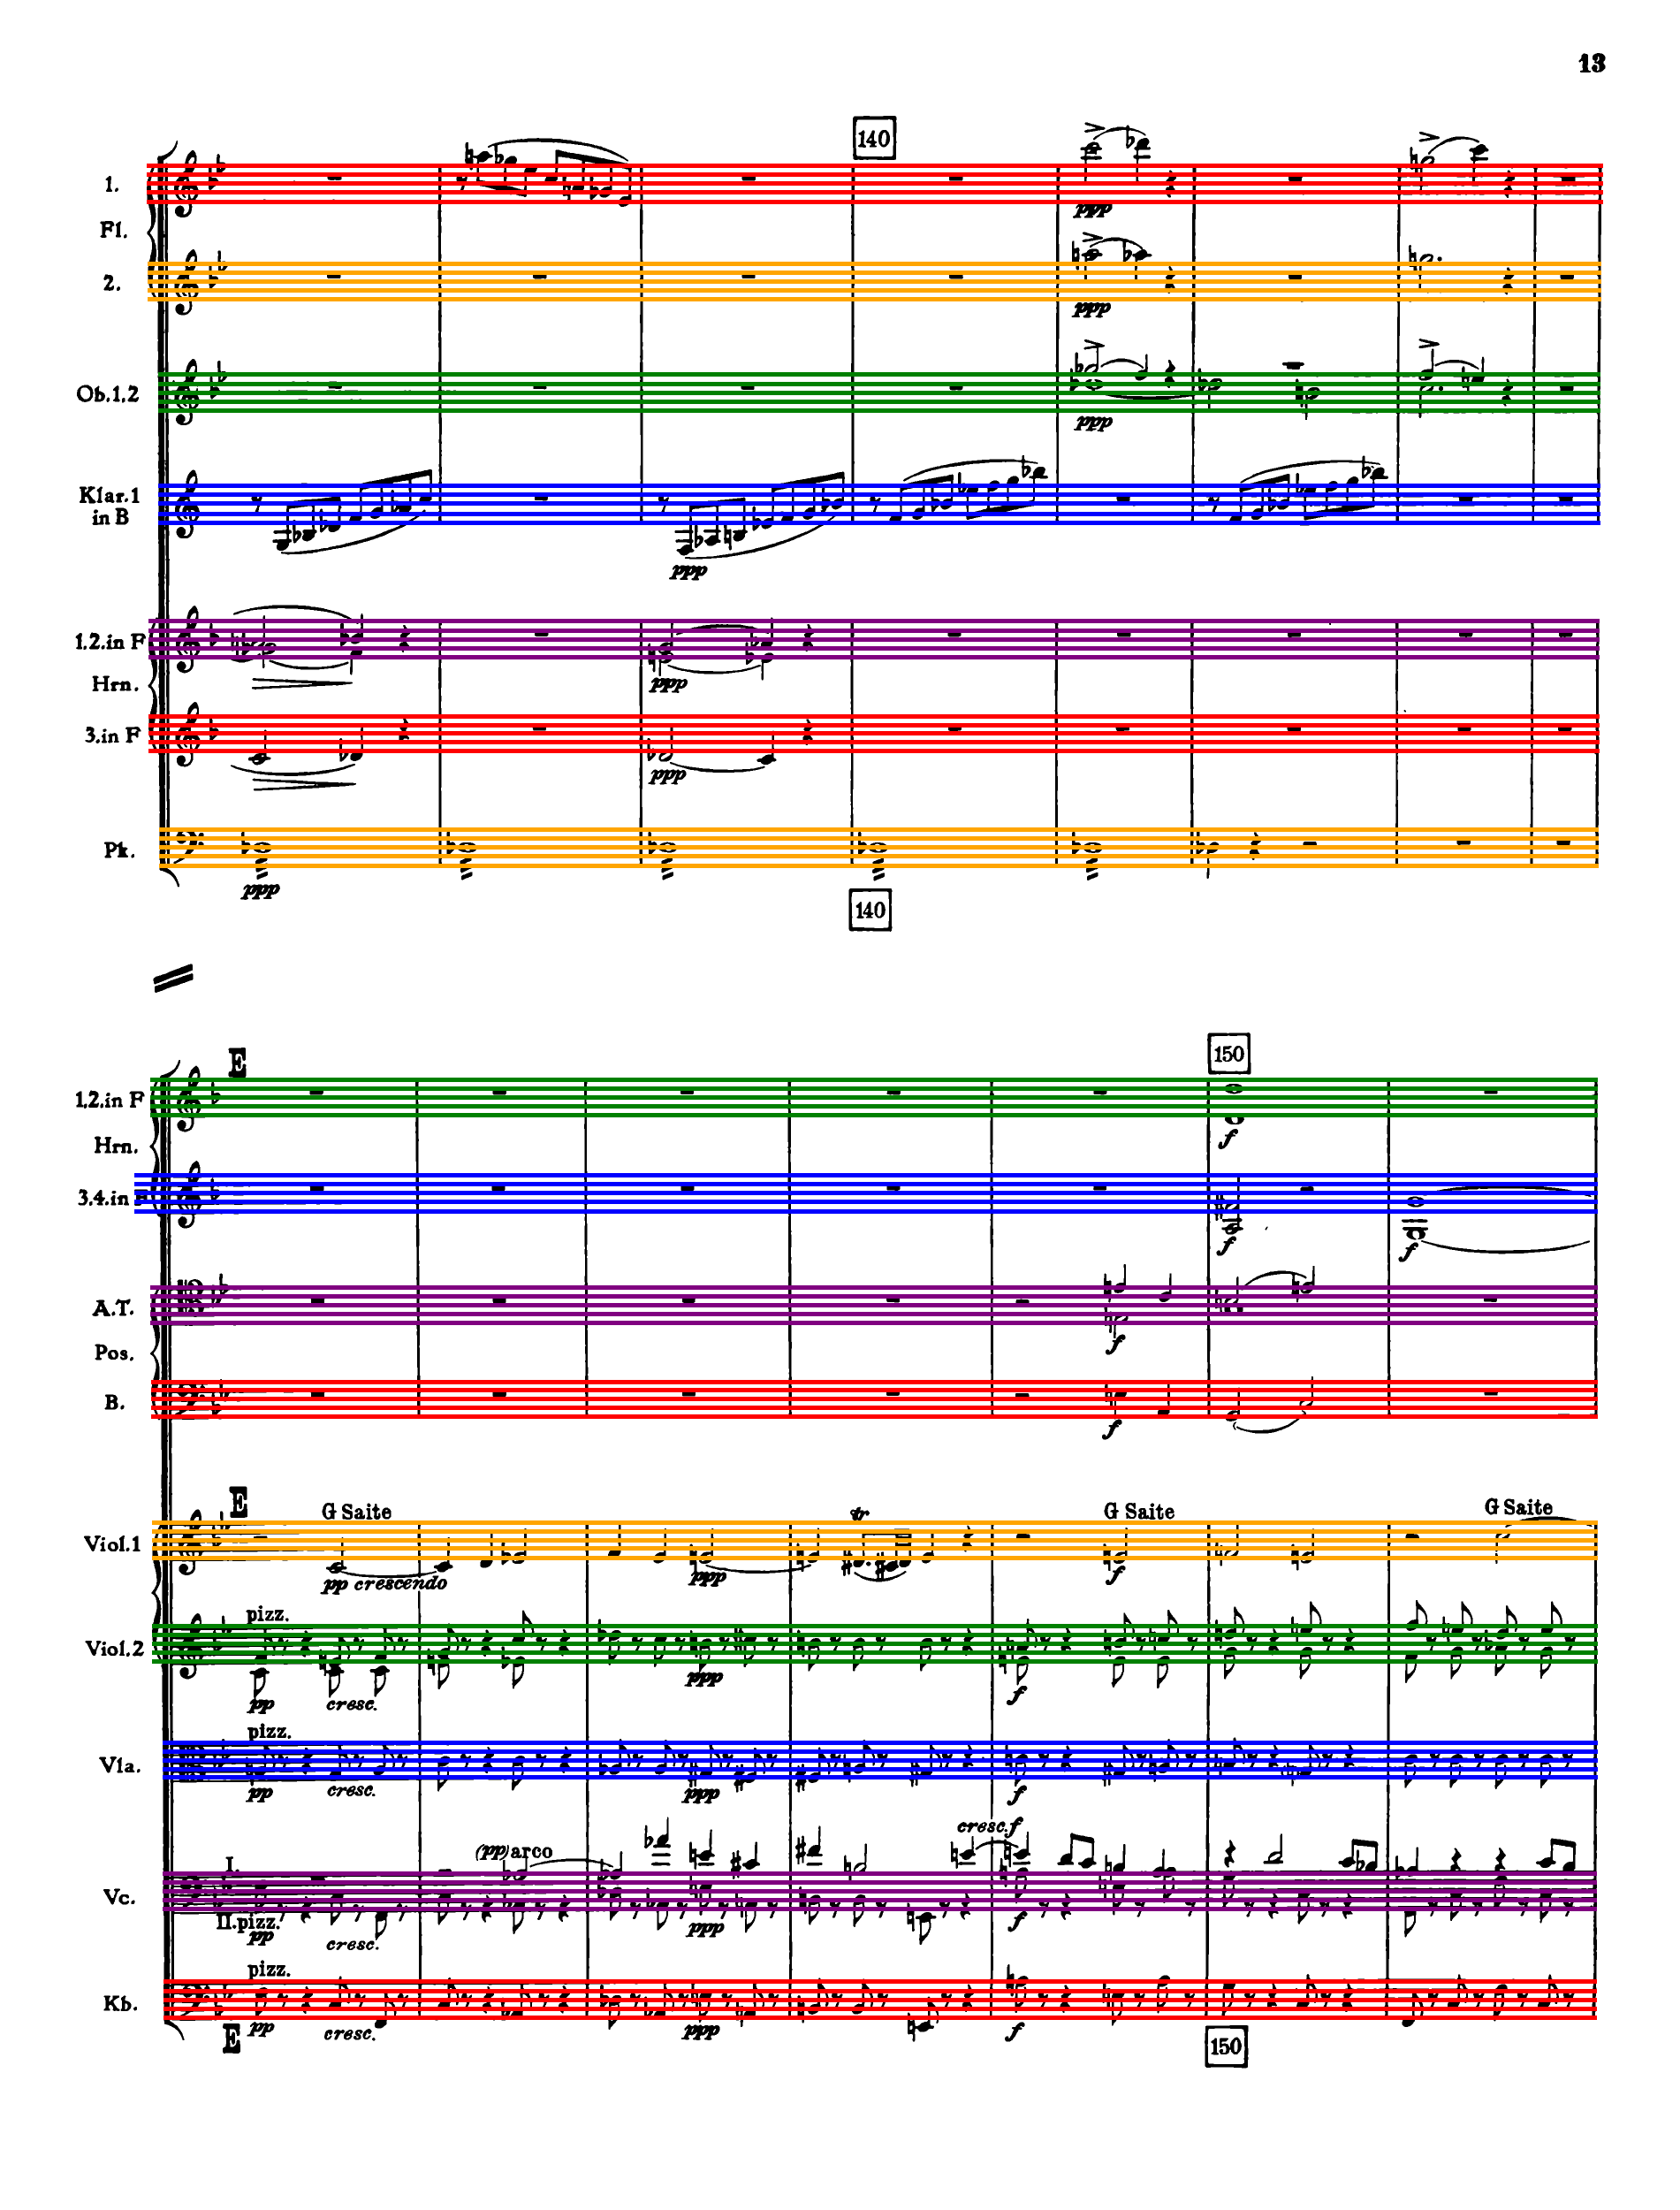 13
140
1.
Fl.
ppp
2.
ppp
Ob.1.2
ppp
Klar.1
in B
ppp
1.2.in F
ppp
Hrn.
3.in F
ppp
Pk.
ppp
140
E
150
1.2.in F
f
Hrn.
3.4.in F
f
f
A.T.
f
Pos.
B.
f
E
G Saite
tr
G Saite
G Saite
Viol.1
pp crescendo
ppp
f
pizz.
Viol.2
pp
cresc.
ppp
f
pizz.
Vla.
pp
cresc.
ppp
f
cresc. f
(pp) arco
I.
Vc.
II.pizz.
pp
cresc.
ppp
f
pizz.
Kb.
pp
cresc.
ppp
f
E
150